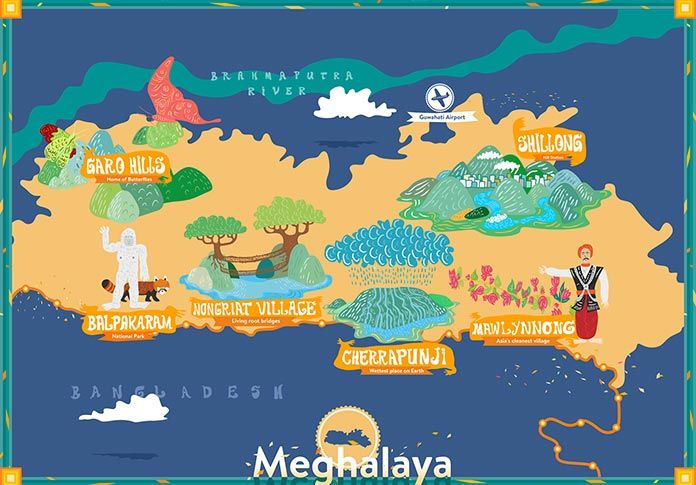 BRAHMAPUTRA
RIVER
Guwahati Airport
SHILLONG
Hill Station
GARO HILLS
Home of Butterflies
BALPAKARAM
National Park
NONGRIAT VILLAGE
Living root bridges
CHERRAPUNJI
Wettest place on Earth
MAWLYNNONG
Asia's cleanest village
BANGLADESH
Meghalaya